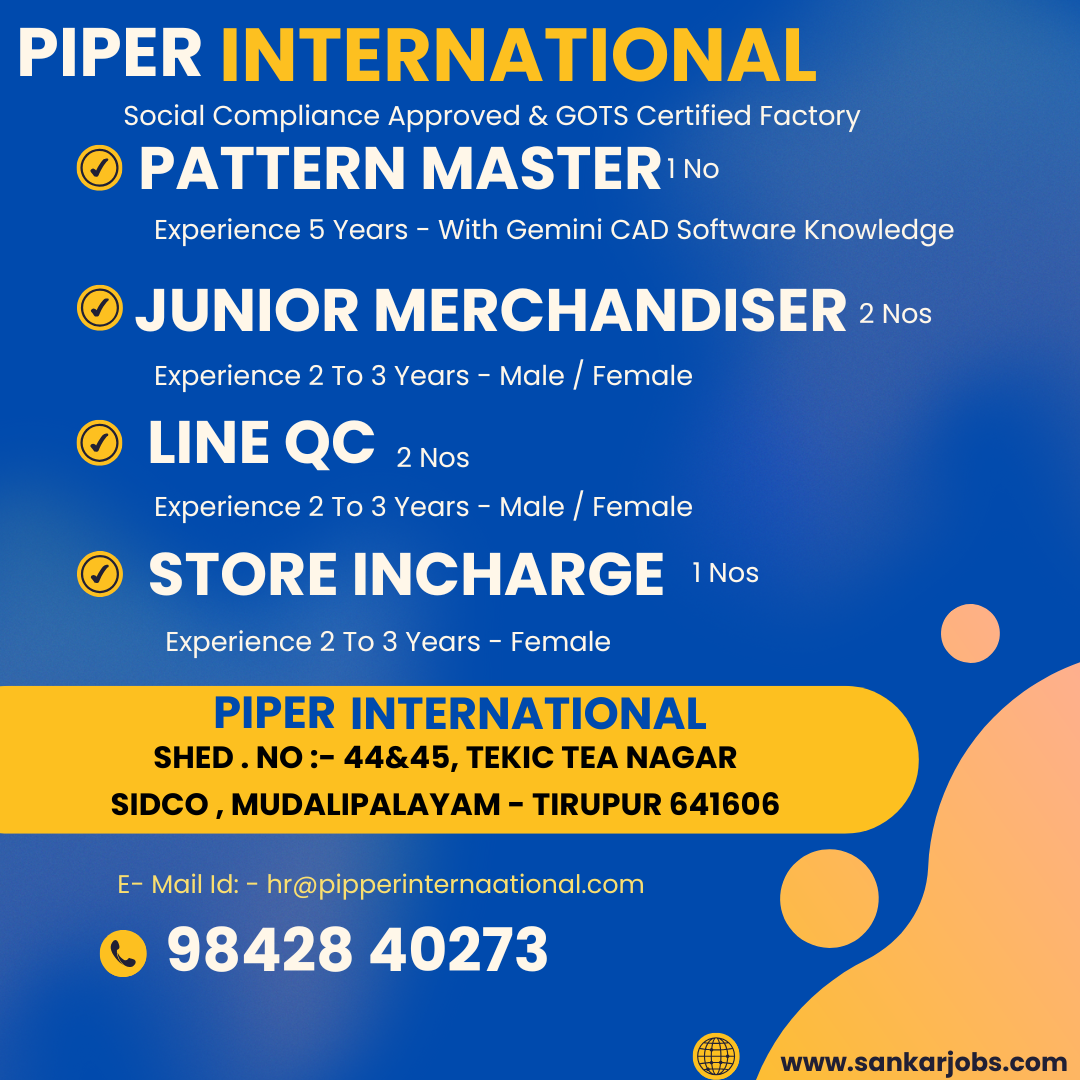 PIPER INTERNATIONAL
Social Compliance Approved & GOTS Certified Factory
PATTERN MASTER 1 No
Experience 5 Years - With Gemini CAD Software Knowledge
JUNIOR MERCHANDISER 2 Nos
Experience 2 To 3 Years - Male / Female
LINE QC 2 Nos
Experience 2 To 3 Years - Male / Female
STORE INCHARGE 1 Nos
Experience 2 To 3 Years - Female
PIPER INTERNATIONAL
SHED . NO :- 44&45, TEKIC TEA NAGAR
SIDCO , MUDALIPALAYAM - TIRUPUR 641606
E- Mail Id: - hr@pipperinternaational.com
98428 40273
www.sankarjobs.com